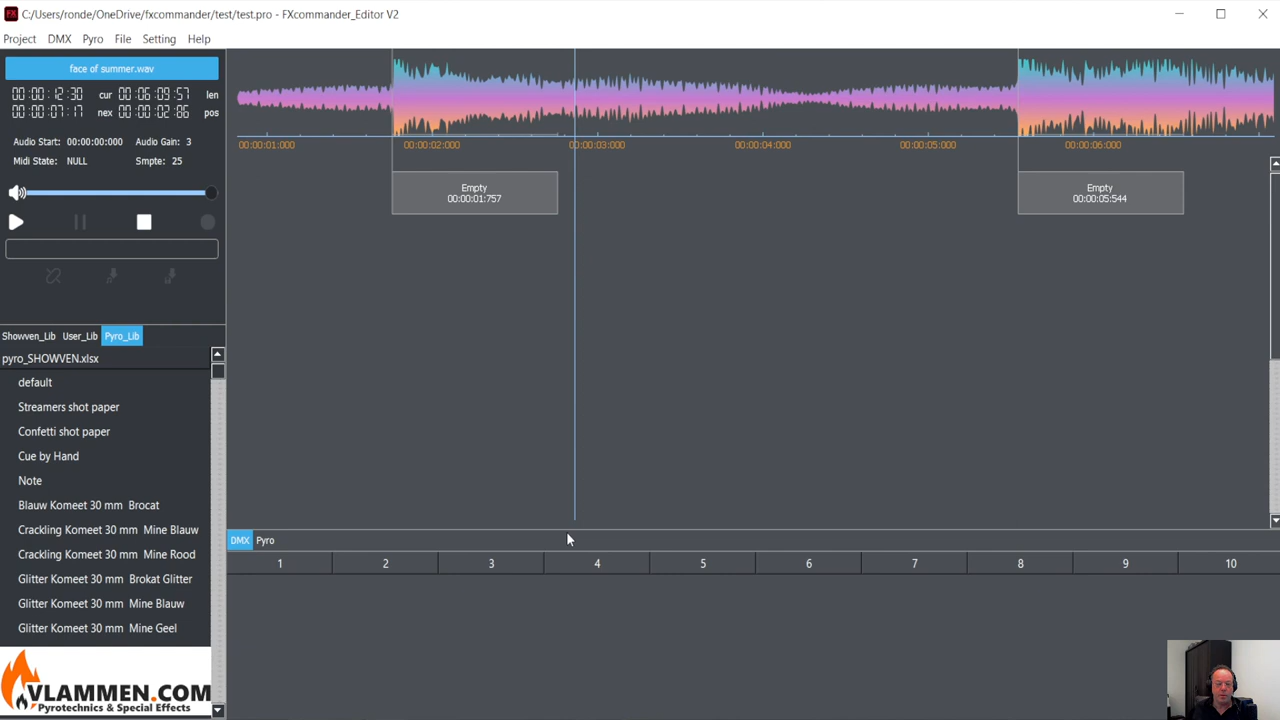 C:/Users/ronde/OneDrive/fxcommander/test/test.pro - FXcommander_Editor V2
Project DMX Pyro File Setting Help
face of summer.wav
00:00:12:30 cur 00:06:09:57 len
00:00:07:17 nex 00:00:02:06 pos
Audio Start: 00:00:00:000 Audio Gain: 3
Midi State: NULL Smpte: 25
00:00:01:000 00:00:02:000 00:00:03:000 00:00:04:000 00:00:05:000 00:00:06:000
Empty
00:00:01:757
Empty
00:00:05:544
Showven_Lib User_Lib Pyro_Lib
pyro_SHOWVEN.xlsx
default
Streamers shot paper
Confetti shot paper
Cue by Hand
Note
Blauw Komeet 30 mm Brocat
Crackling Komeet 30 mm Mine Blauw
Crackling Komeet 30 mm Mine Rood
Glitter Komeet 30 mm Brokat Glitter
Glitter Komeet 30 mm Mine Blauw
Glitter Komeet 30 mm Mine Geel
DMX Pyro
1 2 3 4 5 6 7 8 9 10
VLAMMEN.COM
Pyrotechnics & Special Effects